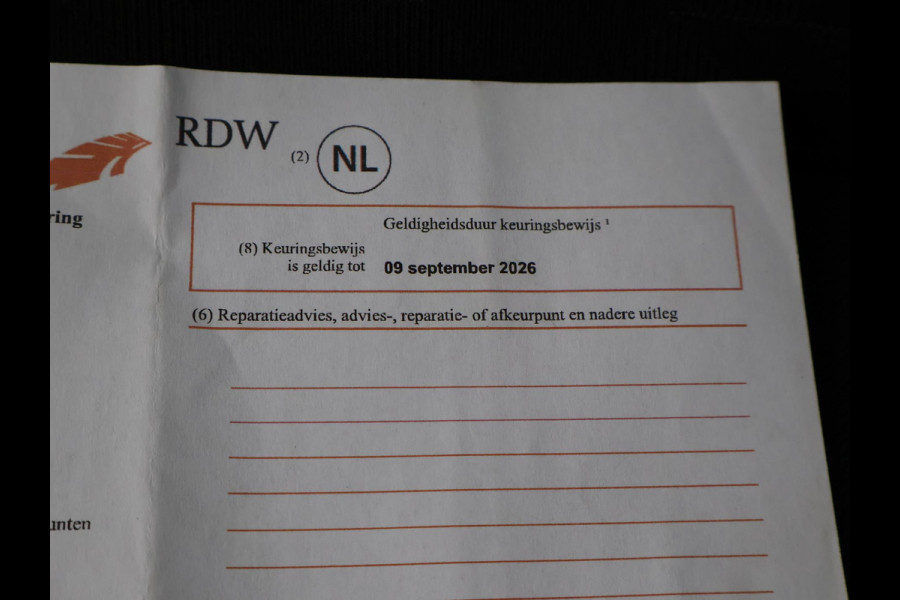 RDW
(2) NL
ring
Geldigheidsduur keuringsbewijs ¹
(8) Keuringsbewijs
is geldig tot 09 september 2026
(6) Reparatieadvies, advies-, reparatie- of afkeurpunt en nadere uitleg
unten